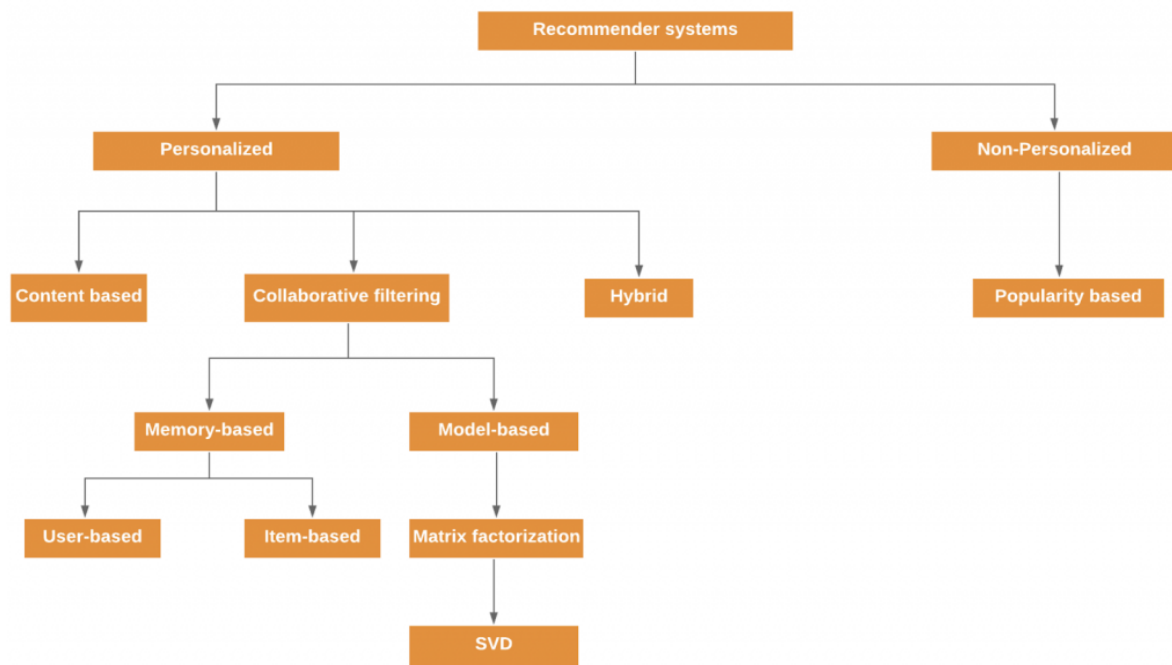 Recommender systems
Personalized
Non-Personalized
Content based
Collaborative filtering
Hybrid
Popularity based
Memory-based
Model-based
User-based
Item-based
Matrix factorization
SVD